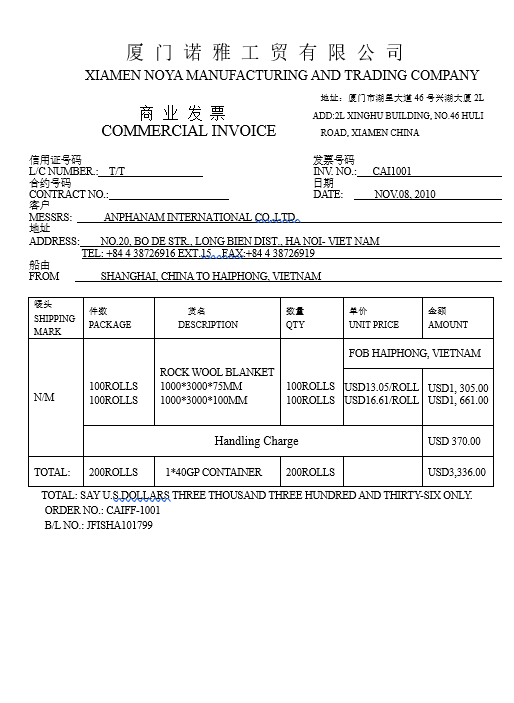 厦门诺雅工贸有限公司
XIAMEN NOYA MANUFACTURING AND TRADING COMPANY
地址：厦门市湖里大道 46 号兴湖大厦 2L
商业发票
ADD:2L XINGHU BUILDING, NO.46 HULI
COMMERCIAL INVOICE
ROAD, XIAMEN CHINA
信用证号码 发票号码
L/C NUMBER.: T/T INV. NO.: CAI1001
合约号码 日期
CONTRACT NO.: DATE: NOV.08, 2010
客户
MESSRS: ANPHANAM INTERNATIONAL CO.,LTD.
地址
ADDRESS: NO.20, BO DE STR., LONG BIEN DIST., HA NOI- VIET NAM
TEL: +84 4 38726916 EXT.15 FAX:+84 4 38726919
船由
FROM SHANGHAI, CHINA TO HAIPHONG, VIETNAM
唛头 件数 货名 数量 单价 金额
SHIPPING MARK PACKAGE DESCRIPTION QTY UNIT PRICE AMOUNT
FOB HAIPHONG, VIETNAM
ROCK WOOL BLANKET
N/M 100ROLLS 1000*3000*75MM 100ROLLS USD13.05/ROLL USD1, 305.00
100ROLLS 1000*3000*100MM 100ROLLS USD16.61/ROLL USD1, 661.00
Handling Charge USD 370.00
TOTAL: 200ROLLS 1*40GP CONTAINER 200ROLLS USD3,336.00
TOTAL: SAY U.S.DOLLARS THREE THOUSAND THREE HUNDRED AND THIRTY-SIX ONLY.
ORDER NO.: CAIFF-1001
B/L NO.: JFISHA101799